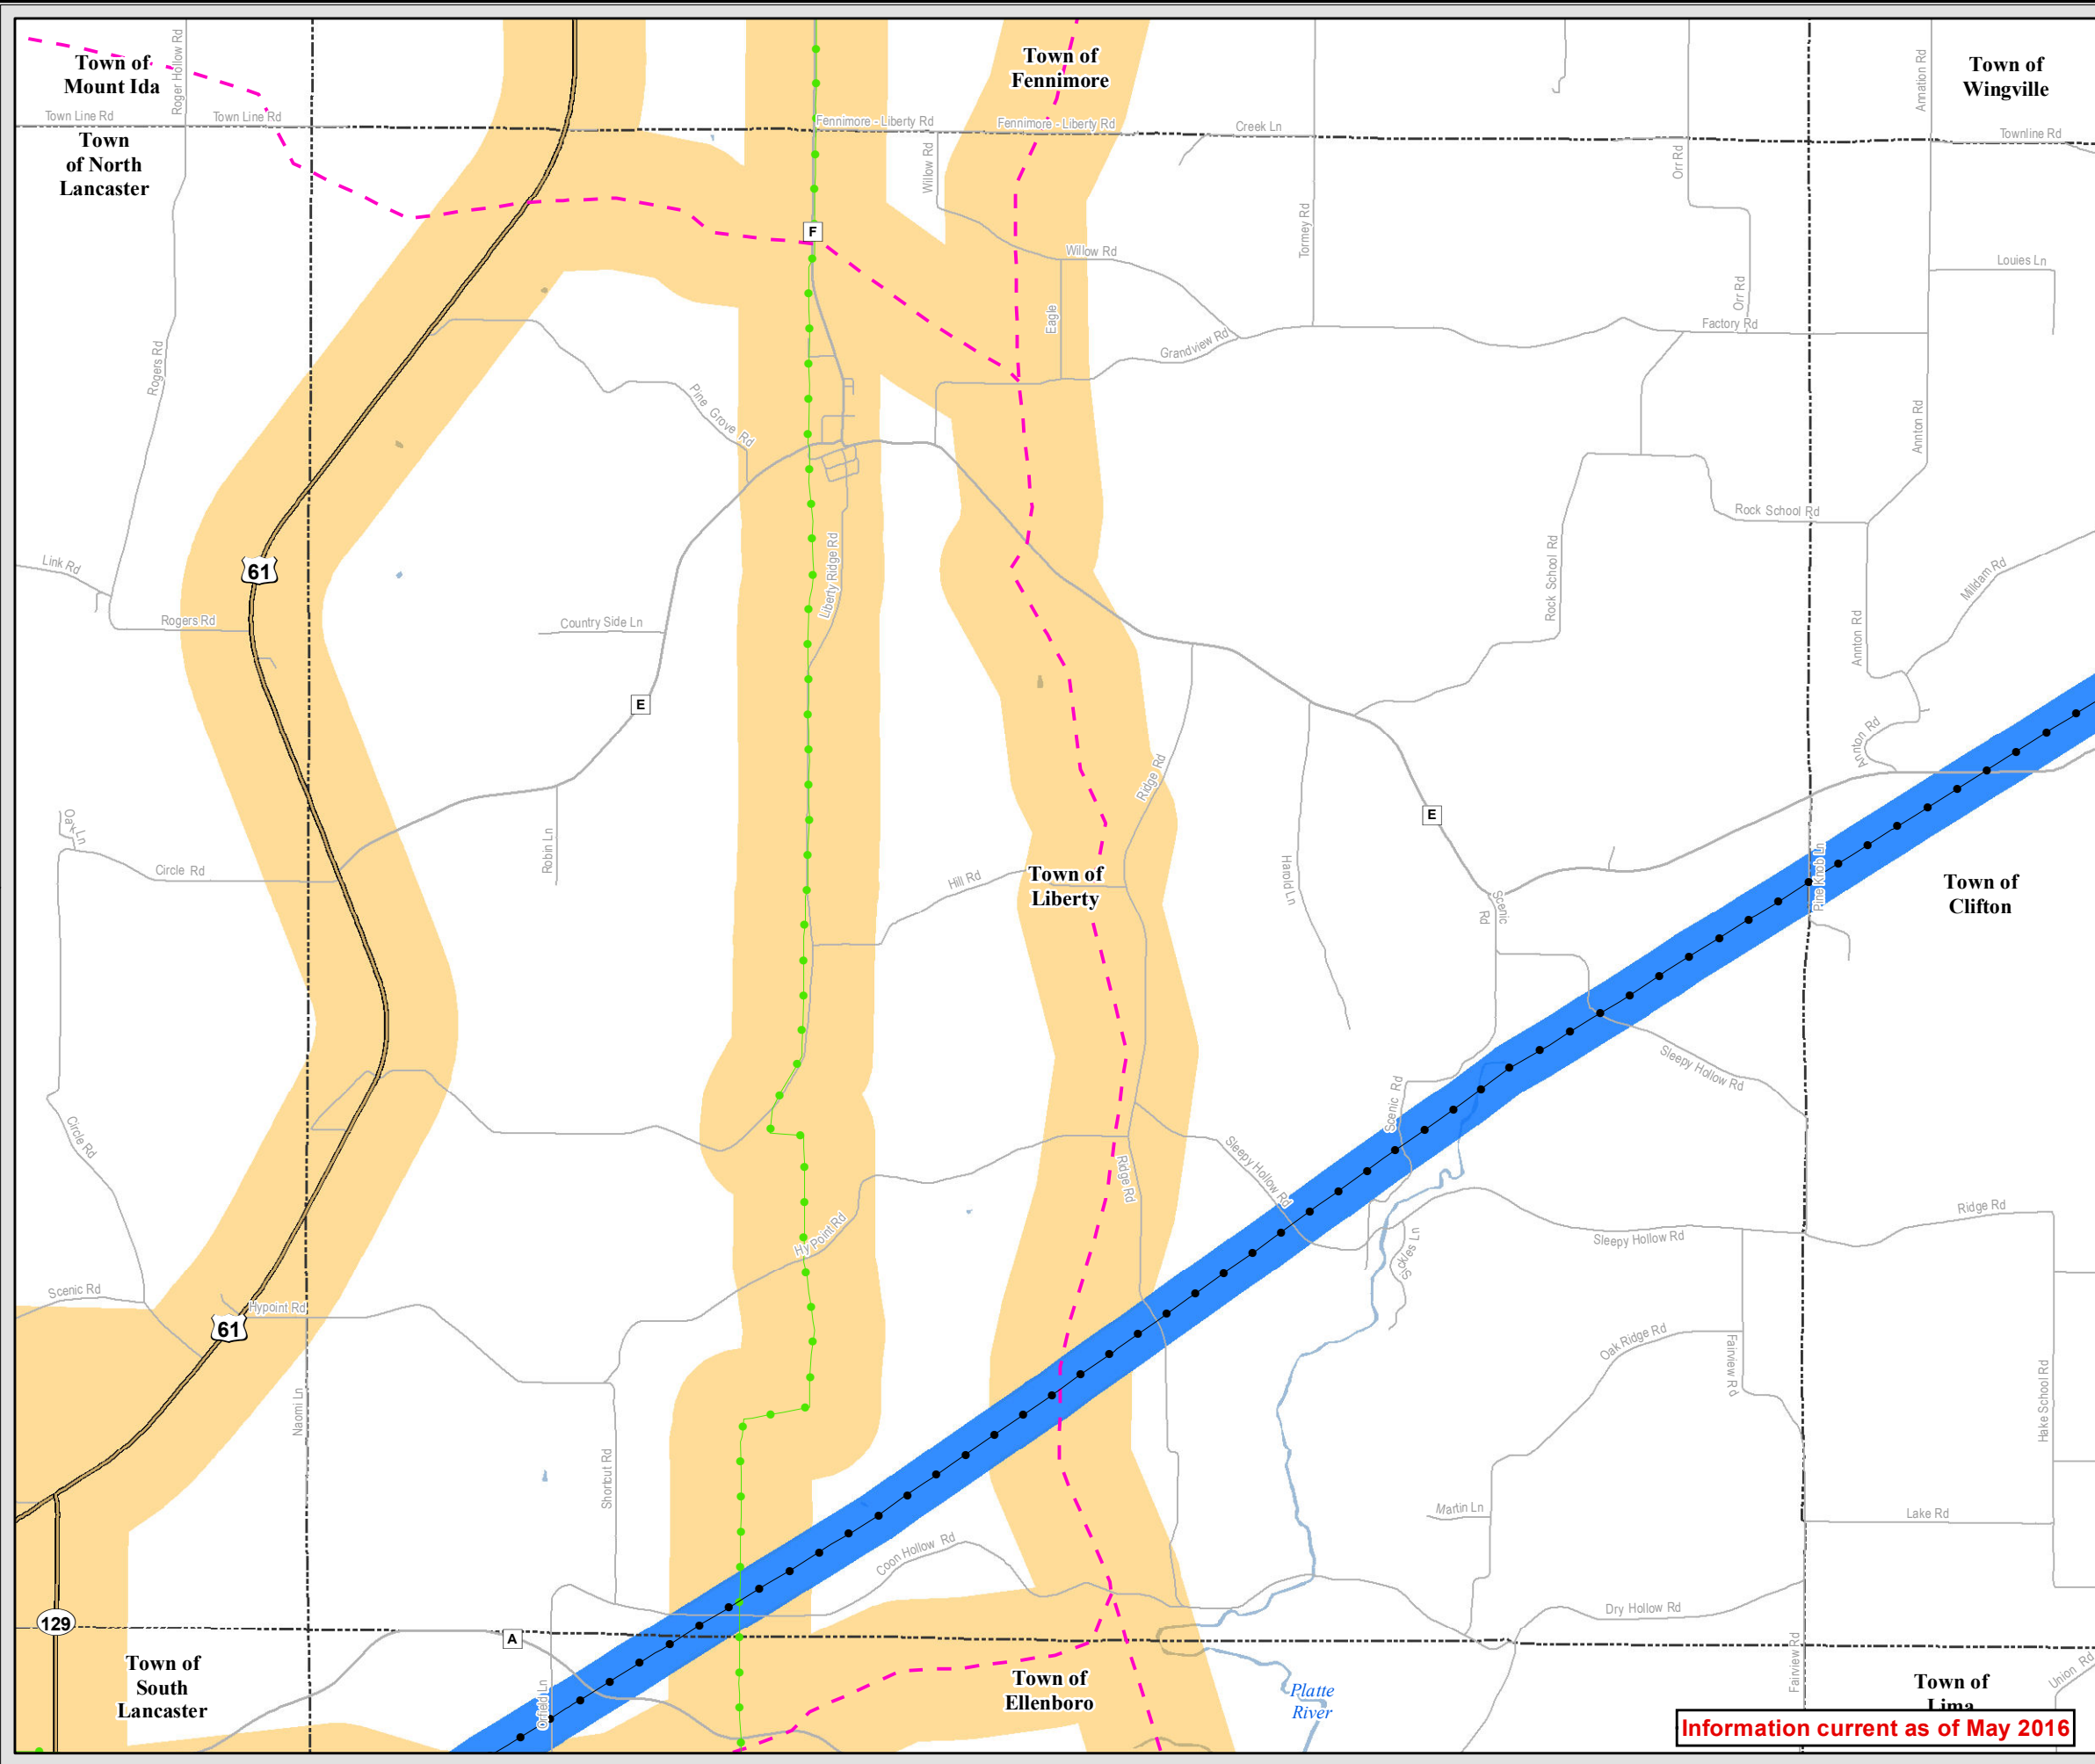 Town of
Mount Ida
Roger Hollow Rd
Town of
Fennimore
Annation Rd
Town of
Wingville
Town Line Rd
Town Line Rd
Fennimore - Liberty Rd
Fennimore - Liberty Rd
Creek Ln
Townline Rd
Town
of North
Lancaster
Willow Rd
Orr Rd
F
Tormey Rd
Willow Rd
Louies Ln
Orr Rd
Eagle
Factory Rd
Grandview Rd
Rogers Rd
Pine Grove Rd
Annton Rd
Rock School Rd
Link Rd
61
Liberty Ridge Rd
Rock School Rd
Milldam Rd
Rogers Rd
Country Side Ln
Annton Rd
E
Annton Rd
Ridge Rd
E
Oak Ln
Robin Ln
Circle Rd
Hill Rd
Town of
Liberty
Harold Ln
Scenic
Rd
Pine Knob Ln
Town of
Clifton
Sleepy Hollow Rd
Scenic Rd
Circle Rd
Sleepy Hollow Rd
Ridge Rd
Ridge Rd
Hy Point Rd
Sleepy Hollow Rd
Sickles Ln
Scenic Rd
Hypoint Rd
61
Oak Ridge Rd
Fairview Rd
Naomi Ln
Hake School Rd
Shortcut Rd
Martin Ln
Lake Rd
Coon Hollow Rd
129
Dry Hollow Rd
A
Fairview Rd
Union Rd
Town of
South
Lancaster
Orfield Ln
Town of
Ellenboro
Platte
River
Town of
Lima
Information current as of May 2016